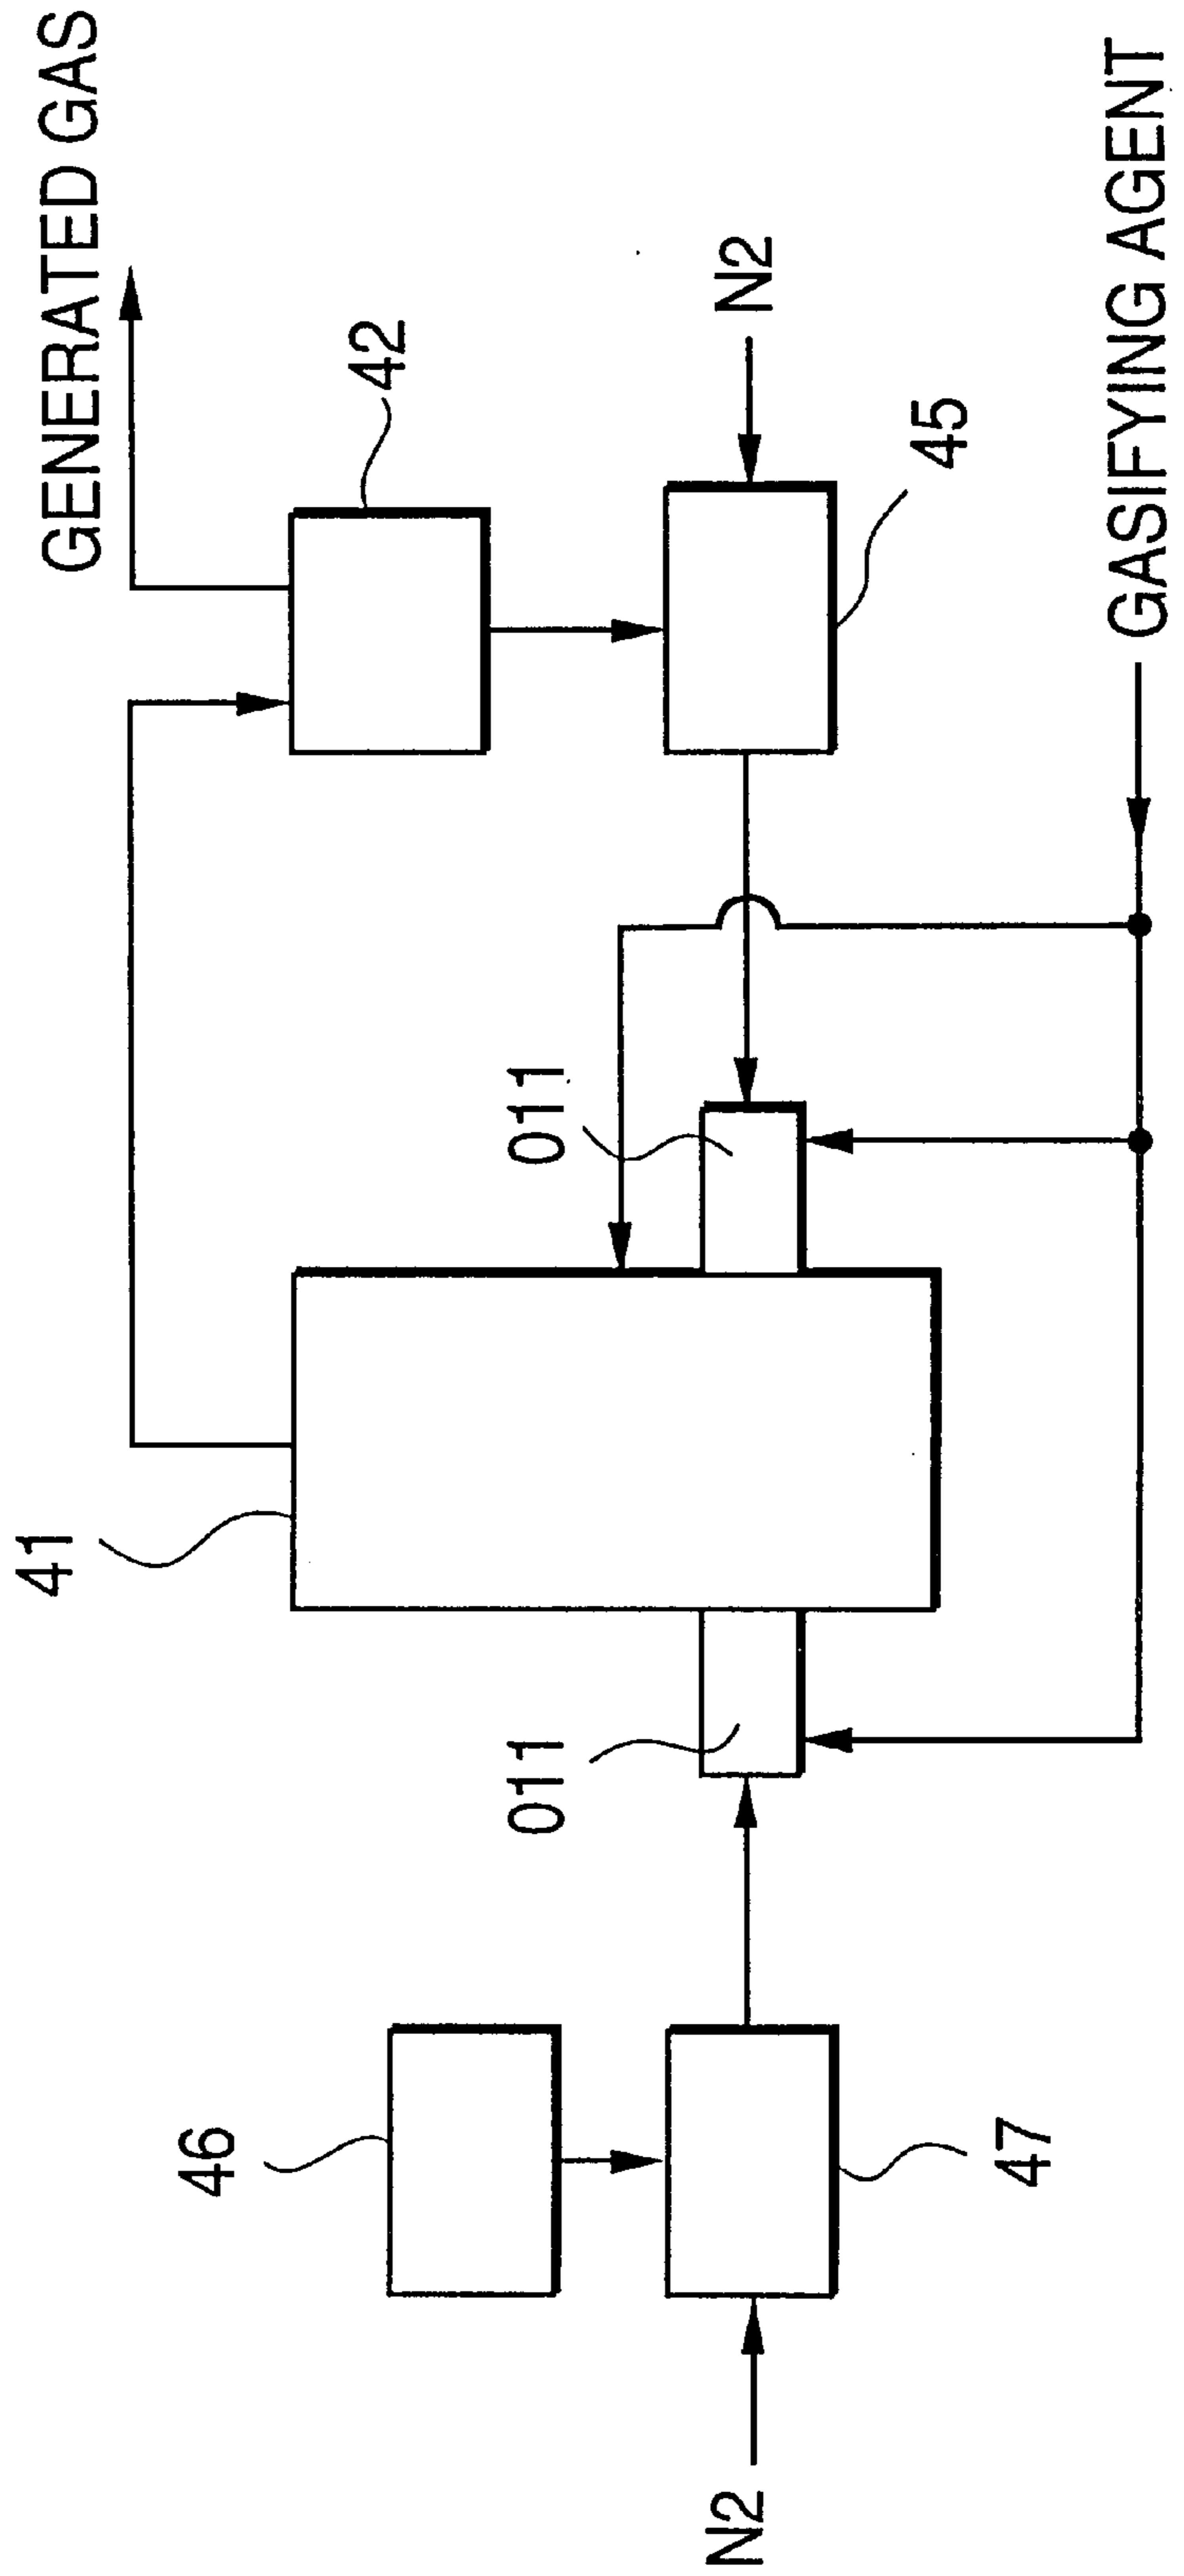 GENERATED GAS
41
42
46
011
011
N2
N2
45
47
GASIFYING AGENT